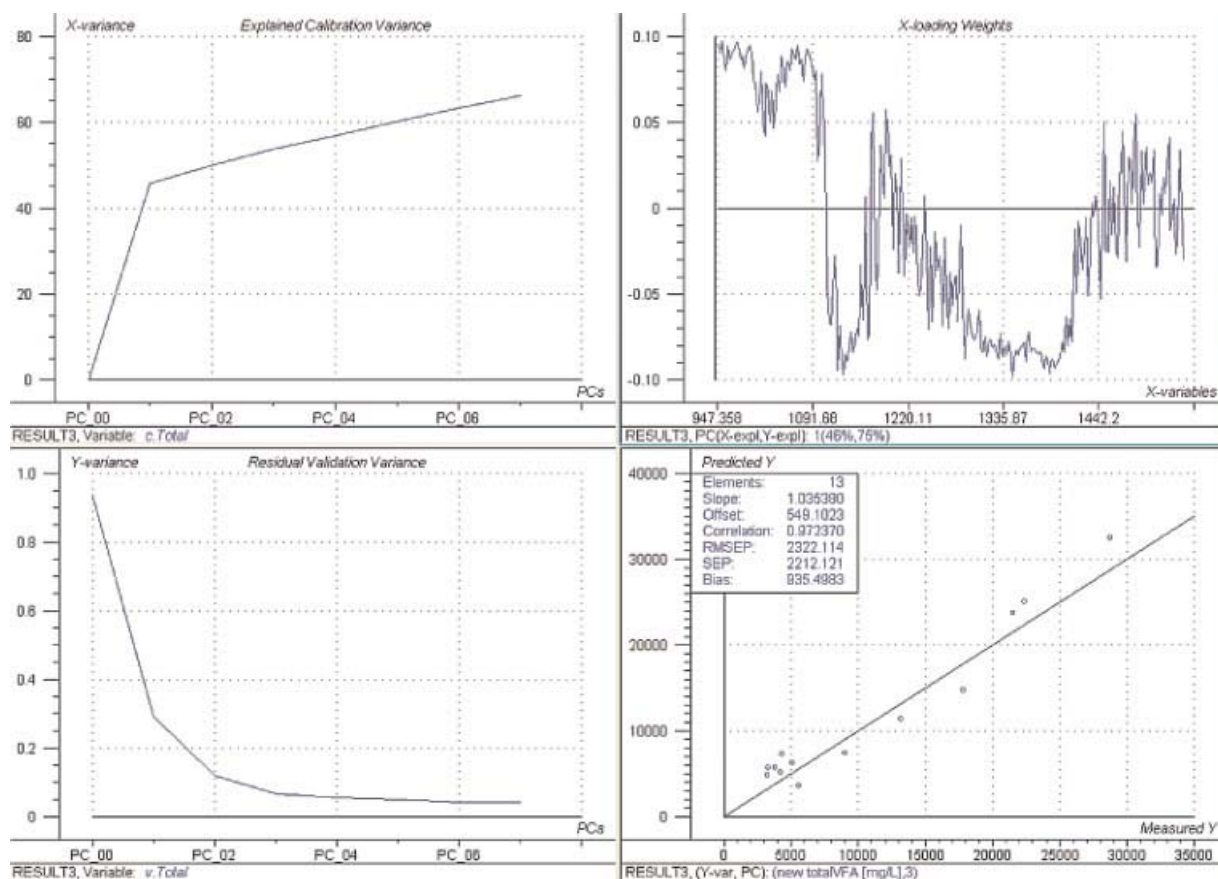 X-variance Explained Calibration Variance
80
60
40
20
0
PCs
PC_00 PC_02 PC_04 PC_06
RESULT3, Variable: c.Total
X-loading Weights
0.10
0.05
0
-0.05
-0.10
X-variables
947.358 1091.68 1220.11 1335.87 1442.2
RESULT3, PC(X-expl,Y-expl): 1(46%,75%)
Y-variance Residual Validation Variance
1.0
0.8
0.6
0.4
0.2
0
PCs
PC_00 PC_02 PC_04 PC_06
RESULT3, Variable: v.Total
Predicted Y
40000
Elements: 13
Slope: 1.035390
Offset: 549.1023
Correlation: 0.972370
RMSEP: 2322.114
SEP: 2212.121
Bias: 935.4983
30000
20000
10000
0
Measured Y
0 5000 10000 15000 20000 25000 30000 35000
RESULT3, (Y-var, PC): (new totalVFA [mg/L],3)